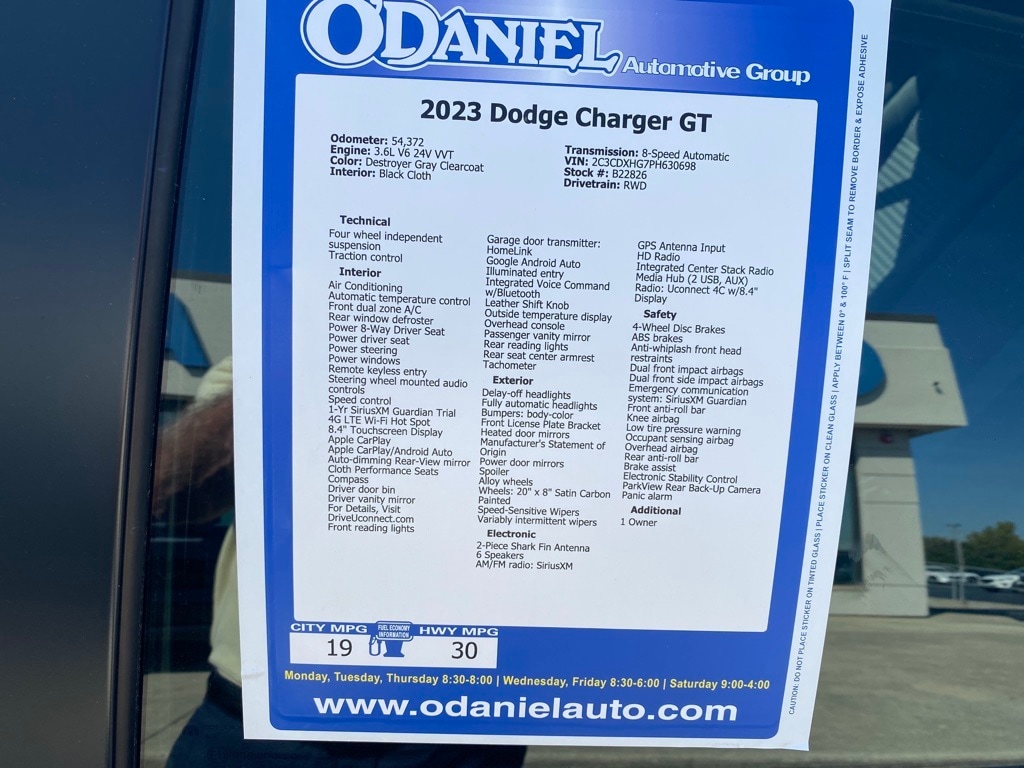 O'DANIEL
Automotive Group
2023 Dodge Charger GT
Odometer: 54,372
Engine: 3.6L V6 24V VVT
Color: Destroyer Gray Clearcoat
Interior: Black Cloth
Transmission: 8-Speed Automatic
VIN: 2C3CDXHG7PH630698
Stock #: B22826
Drivetrain: RWD
Technical
Four wheel independent
suspension
Traction control
Interior
Air Conditioning
Automatic temperature control
Front dual zone A/C
Rear window defroster
Power 8-Way Driver Seat
Power driver seat
Power steering
Power windows
Remote keyless entry
Steering wheel mounted audio
controls
Speed control
1-Yr SiriusXM Guardian Trial
4G LTE Wi-Fi Hot Spot
8.4" Touchscreen Display
Apple CarPlay
Apple CarPlay/Android Auto
Auto-dimming Rear-View mirror
Cloth Performance Seats
Compass
Driver door bin
Driver vanity mirror
For Details, Visit
DriveUconnect.com
Front reading lights
Garage door transmitter:
HomeLink
Google Android Auto
Illuminated entry
Integrated Voice Command
w/Bluetooth
Leather Shift Knob
Outside temperature display
Overhead console
Passenger vanity mirror
Rear reading lights
Rear seat center armrest
Tachometer
Exterior
Delay-off headlights
Fully automatic headlights
Bumpers: body-color
Front License Plate Bracket
Heated door mirrors
Manufacturer's Statement of
Origin
Power door mirrors
Spoiler
Alloy wheels
Wheels: 20" x 8" Satin Carbon
Painted
Speed-Sensitive Wipers
Variably intermittent wipers
Electronic
2-Piece Shark Fin Antenna
6 Speakers
AM/FM radio: SiriusXM
GPS Antenna Input
HD Radio
Integrated Center Stack Radio
Media Hub (2 USB, AUX)
Radio: Uconnect 4C w/8.4"
Display
Safety
4-Wheel Disc Brakes
ABS brakes
Anti-whiplash front head
restraints
Dual front impact airbags
Dual front side impact airbags
Emergency communication
system: SiriusXM Guardian
Front anti-roll bar
Knee airbag
Low tire pressure warning
Occupant sensing airbag
Overhead airbag
Rear anti-roll bar
Brake assist
Electronic Stability Control
ParkView Rear Back-Up Camera
Panic alarm
Additional
1 Owner
CITY MPG
19
FUEL ECONOMY
INFORMATION
HWY MPG
30
Monday, Tuesday, Thursday 8:30-8:00 | Wednesday, Friday 8:30-6:00 | Saturday 9:00-4:00
www.odanielauto.com
CAUTION: DO NOT PLACE STICKER ON TINTED GLASS | PLACE STICKER ON CLEAN GLASS | APPLY BETWEEN 0° & 100° F | SPLIT SEAM TO REMOVE BORDER & EXPOSE ADHESIVE